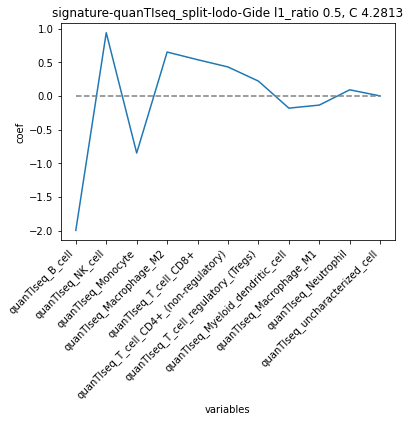 signature-quanTIseq_split-lodo-Gide l1_ratio 0.5, C 4.2813
1.0
0.5
0.0
−0.5
−1.0
−1.5
−2.0
coef
quanTIseq_B_cell
quanTIseq_NK_cell
quanTIseq_Monocyte
quanTIseq_Macrophage_M2
quanTIseq_T_cell_CD8+
quanTIseq_T_cell_CD4+_(non-regulatory)
quanTIseq_T_cell_regulatory_(Tregs)
quanTIseq_Myeloid_dendritic_cell
quanTIseq_Macrophage_M1
quanTIseq_Neutrophil
quanTIseq_uncharacterized_cell
variables